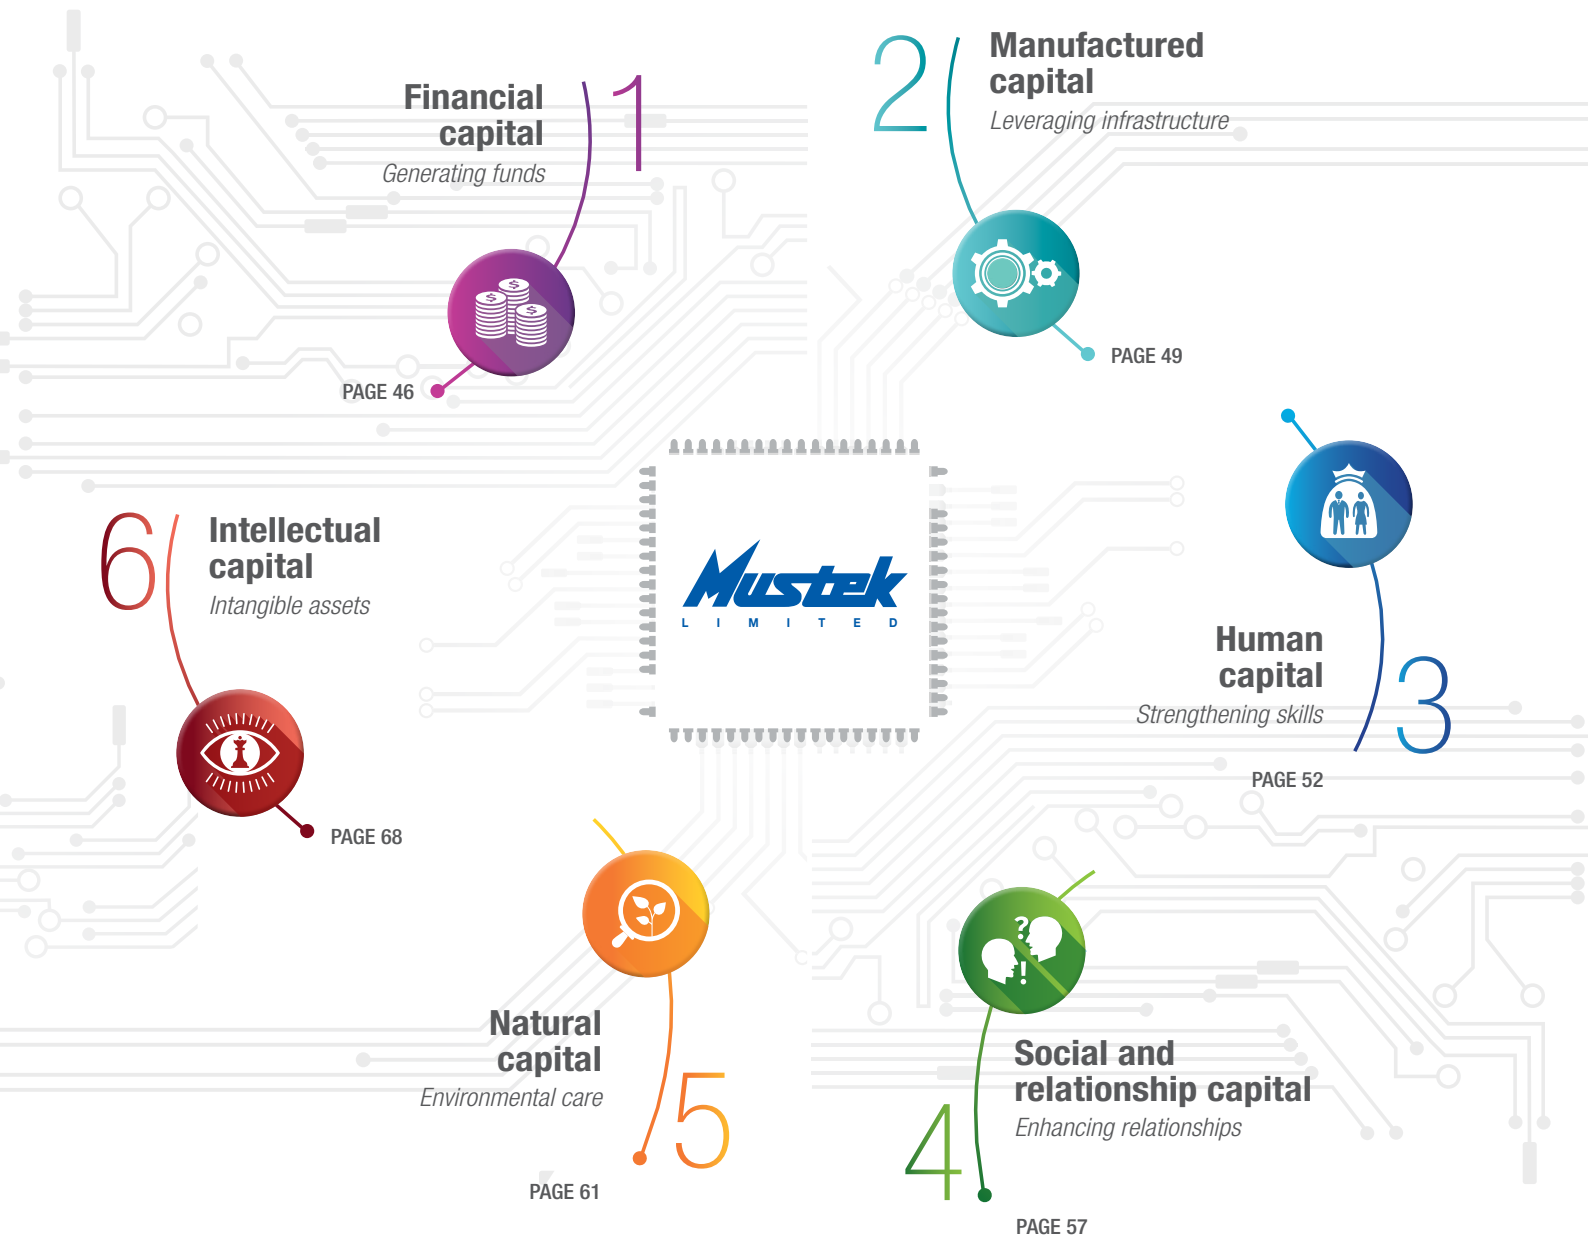 1
Financial
capital
Generating funds
PAGE 46
2
Manufactured
capital
Leveraging infrastructure
PAGE 49
Mustek
LIMITED
3
Human
capital
Strengthening skills
PAGE 52
4
Social and
relationship capital
Enhancing relationships
PAGE 57
5
Natural
capital
Environmental care
PAGE 61
6
Intellectual
capital
Intangible assets
PAGE 68